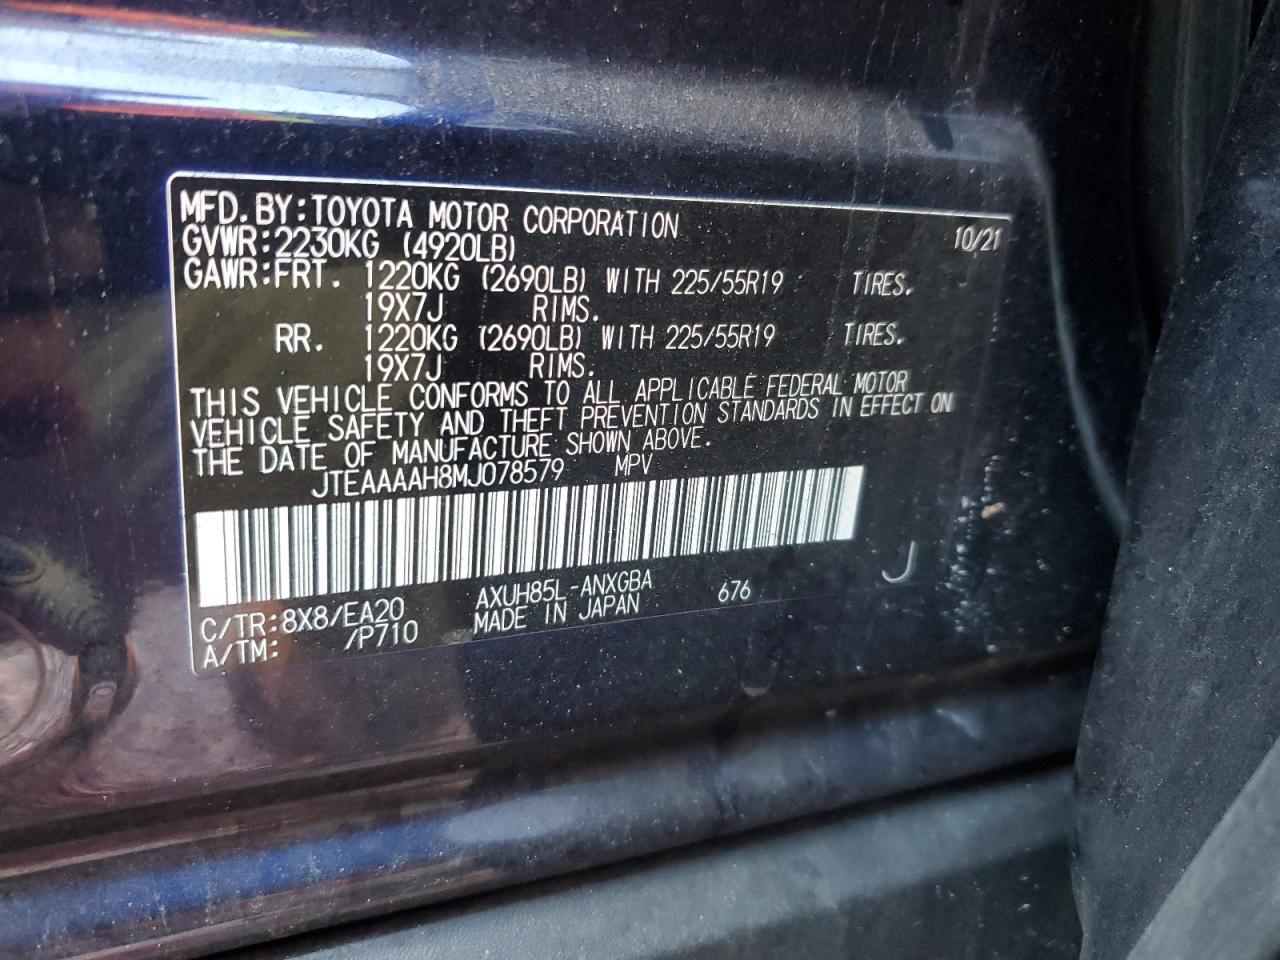 MFD.BY:TOYOTA MOTOR CORPORATION 10/21
GVWR:2230KG (4920LB)
GAWR:FRT. 1220KG (2690LB) WITH 225/55R19 TIRES.
19X7J RIMS.
RR. 1220KG (2690LB) WITH 225/55R19 TIRES.
19X7J RIMS.
THIS VEHICLE CONFORMS TO ALL APPLICABLE FEDERAL MOTOR
VEHICLE SAFETY AND THEFT PREVENTION STANDARDS IN EFFECT ON
THE DATE OF MANUFACTURE SHOWN ABOVE.
JTEAAAAH8MJ078579 MPV
C/TR:8X8/EA20 AXUH85L-ANXGBA 676 J
A/TM: /P710 MADE IN JAPAN